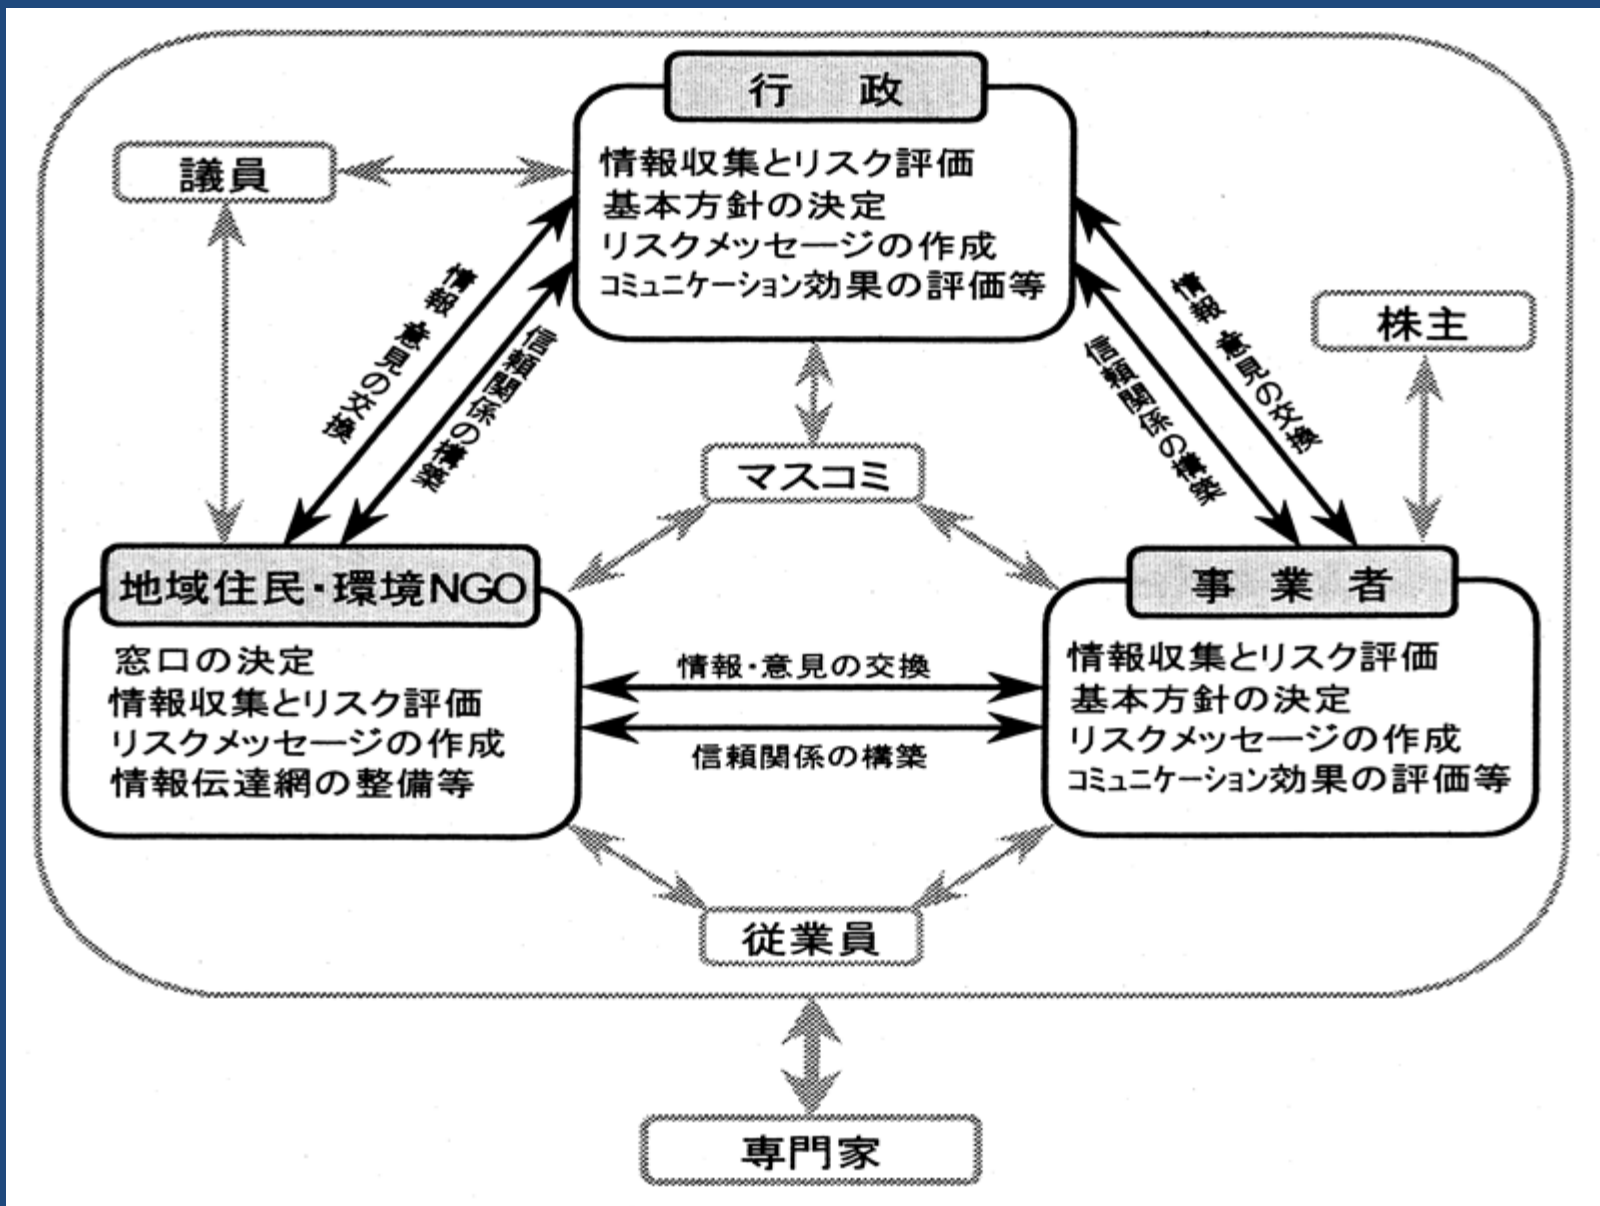 行 政
情報収集とリスク評価
基本方針の決定
リスクメッセージの作成
コミュニケーション効果の評価等
議員
情報・意見の交換
信頼関係の構築
信頼関係の構築
情報・意見の交換
株主
マスコミ
地域住民・環境NGO
窓口の決定
情報収集とリスク評価
リスクメッセージの作成
情報伝達網の整備等
情報・意見の交換
信頼関係の構築
事 業 者
情報収集とリスク評価
基本方針の決定
リスクメッセージの作成
コミュニケーション効果の評価等
従業員
専門家